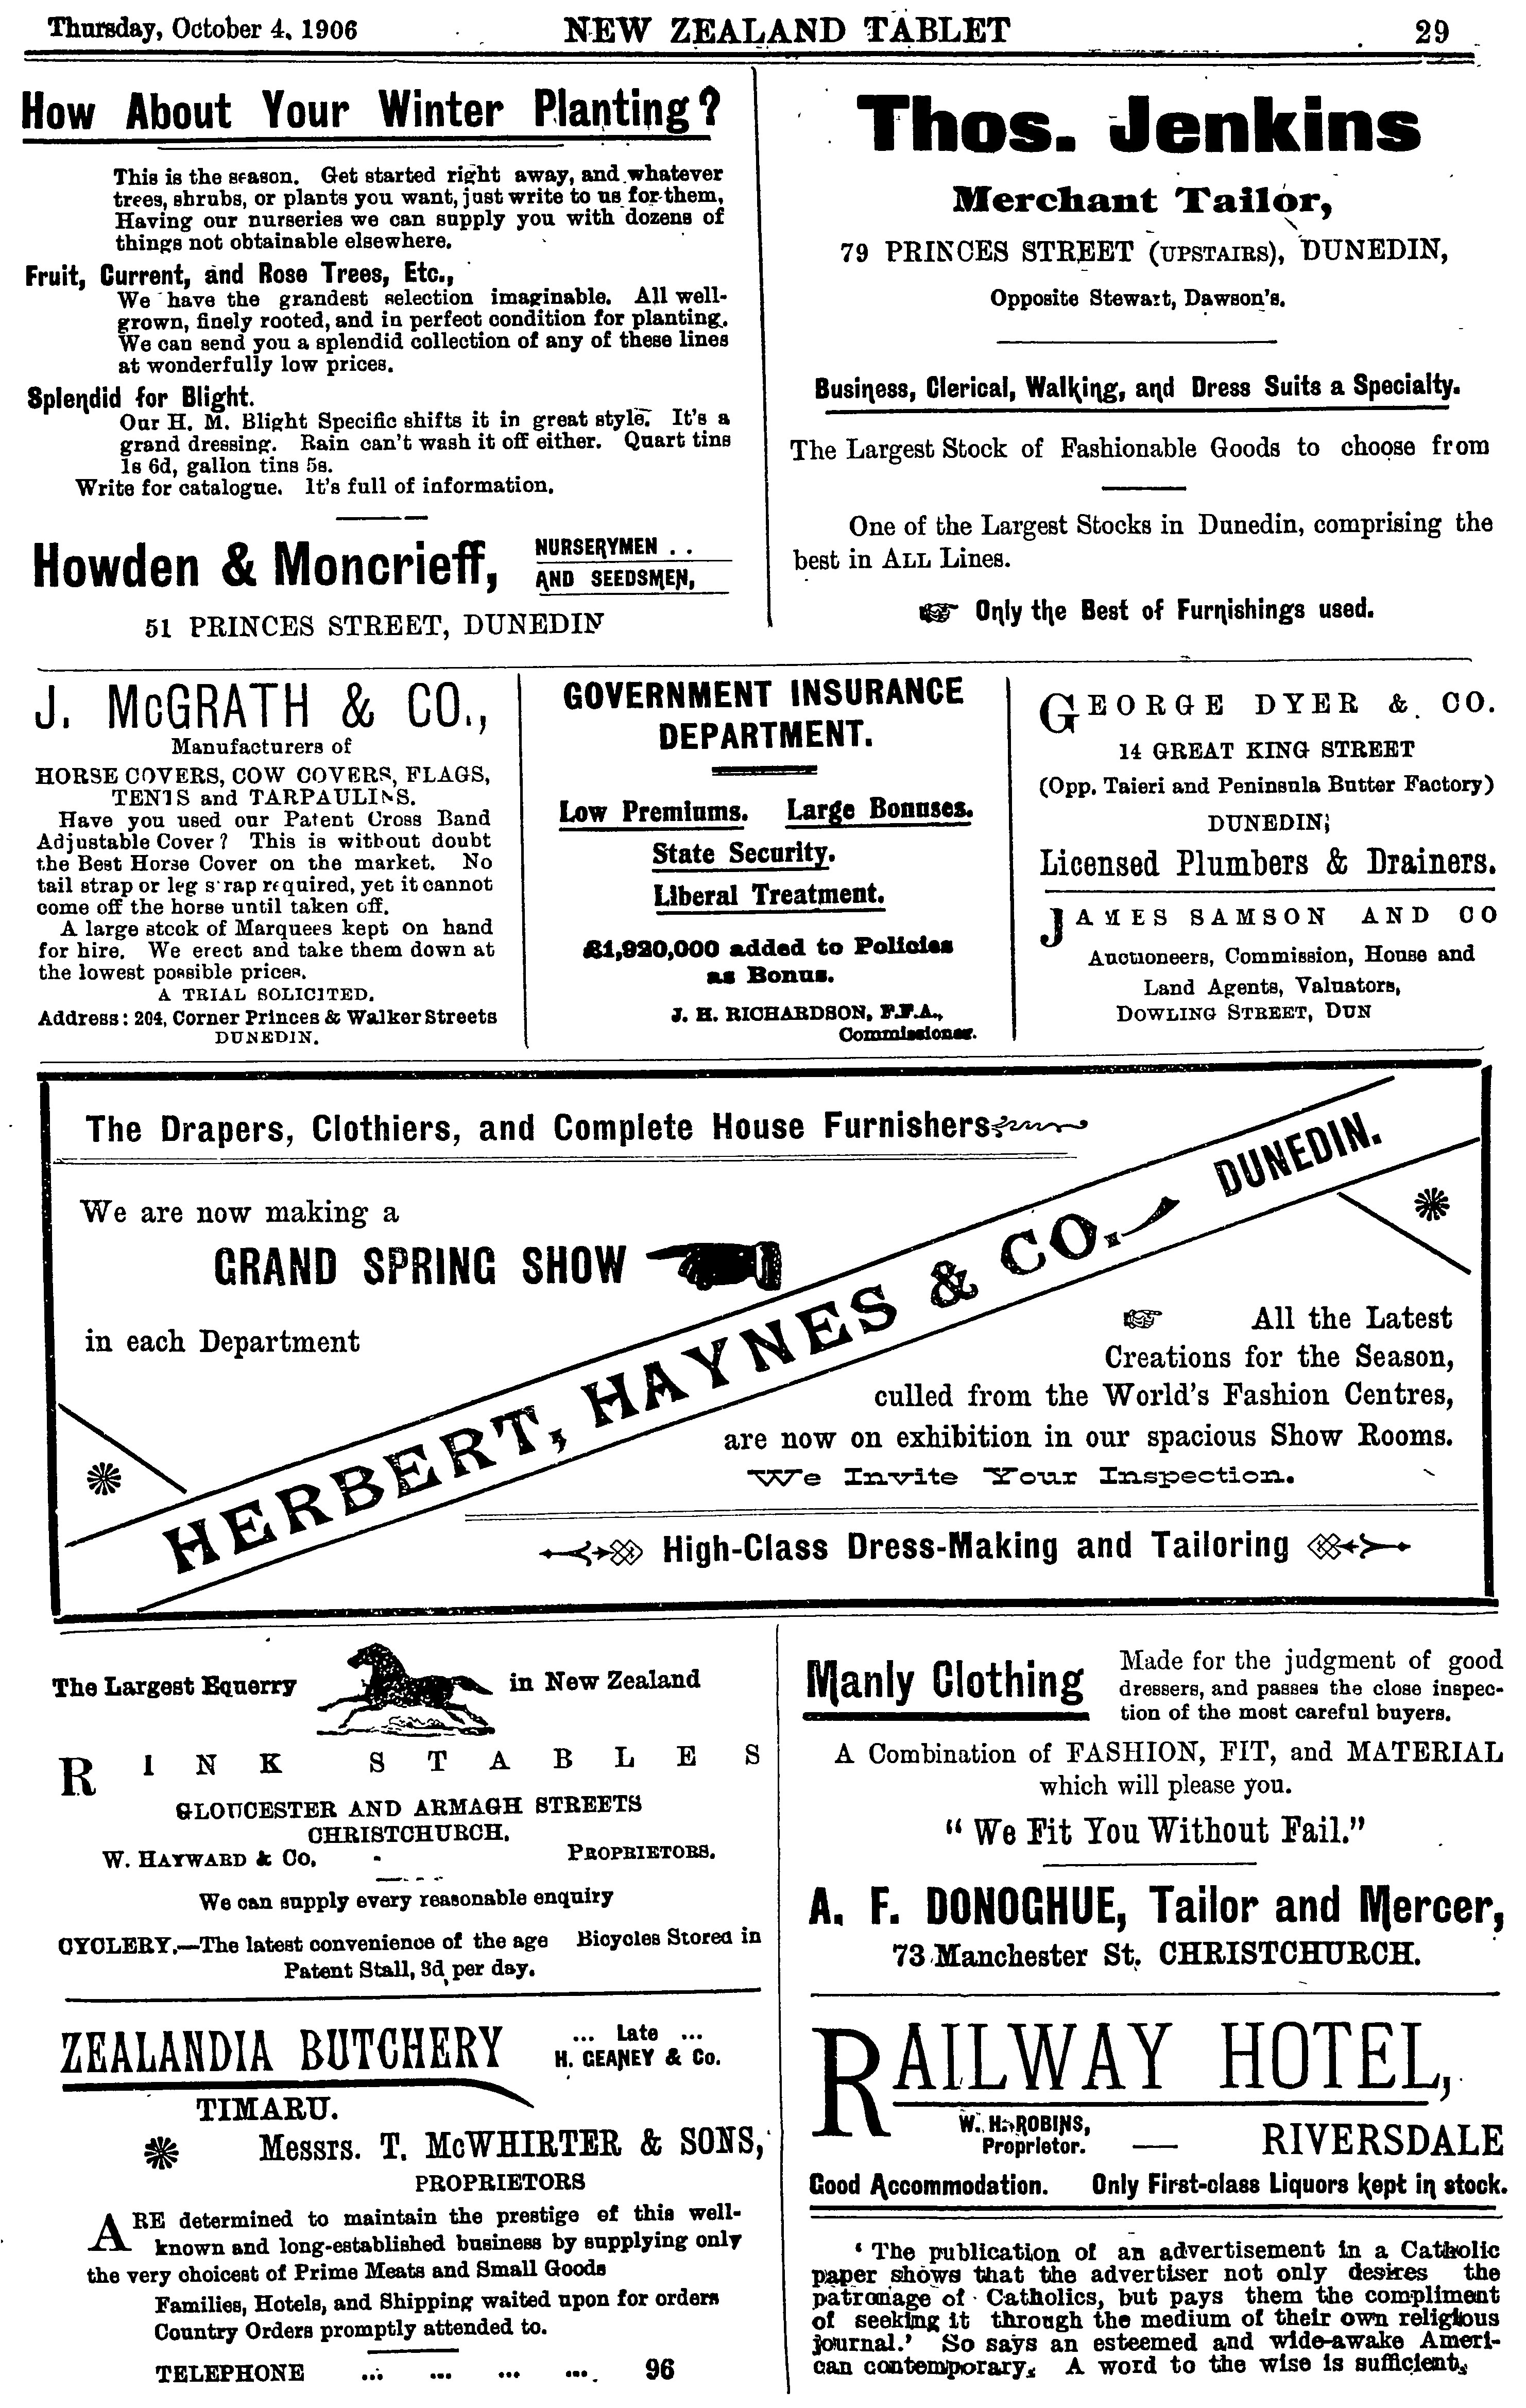 Thursday, October 4, 1906
NEW ZEALAND TABLET
29
How About Your Winter Planting?
This is the season. Get started right away, and whatever
trees, shrubs, or plants you want, just write to us for them,
Having our nurseries we can supply you with dozens of
things not obtainable elsewhere.
Fruit, Current, and Rose Trees, Etc.,
We have the grandest selection imaginable. All well-
grown, finely rooted, and in perfect condition for planting.
We can send you a splendid collection of any of these lines
at wonderfully low prices.
Splendid for Blight.
Our H. M. Blight Specific shifts it in great style. It's a
grand dressing. Rain can't wash it off either. Quart tins
1s 6d, gallon tins 5s.
Write for catalogue. It's full of information.
Howden & Moncrieff,
NURSERYMEN . .
AND SEEDSMEN,
51 PRINCES STREET, DUNEDIN
Thos. Jenkins
Merchant Tailor,
79 PRINCES STREET (UPSTAIRS), DUNEDIN,
Opposite Stewart, Dawson's.
Business, Clerical, Walking, and Dress Suits a Specialty.
The Largest Stock of Fashionable Goods to choose from
One of the Largest Stocks in Dunedin, comprising the
best in ALL Lines.
☞ Only the Best of Furnishings used.
J. McGRATH & CO.,
Manufacturers of
HORSE COVERS, COW COVERS, FLAGS,
TENTS and TARPAULINS.
Have you used our Patent Cross Band
Adjustable Cover? This is without doubt
the Best Horse Cover on the market. No
tail strap or leg strap required, yet it cannot
come off the horse until taken off.
A large stock of Marquees kept on hand
for hire. We erect and take them down at
the lowest possible prices.
A TRIAL SOLICITED.
Address: 204, Corner Princes & Walker Streets
DUNEDIN.
GOVERNMENT INSURANCE
DEPARTMENT.
Low Premiums. Large Bonuses.
State Security.
Liberal Treatment.
£1,920,000 added to Policies
as Bonus.
J. H. RICHARDSON, F.F.A.,
Commissioner.
GEORGE DYER & CO.
14 GREAT KING STREET
(Opp. Taieri and Peninsula Butter Factory)
DUNEDIN;
Licensed Plumbers & Drainers.
JAMES SAMSON AND CO
Auctioneers, Commission, House and
Land Agents, Valuators,
DOWLING STREET, DUN
The Drapers, Clothiers, and Complete House Furnishers.
We are now making a
GRAND SPRING SHOW
in each Department
HERBERT, HAYNES & CO. DUNEDIN.
☞ All the Latest
Creations for the Season,
culled from the World's Fashion Centres,
are now on exhibition in our spacious Show Rooms.
We Invite Your Inspection.
High-Class Dress-Making and Tailoring
The Largest Equerry in New Zealand
RINK STABLES
GLOUCESTER AND ARMAGH STREETS
CHRISTCHURCH.
W. HAYWARD & Co. - PROPRIETORS.
We can supply every reasonable enquiry
CYCLERY.—The latest convenience of the age Bicycles Stored in
Patent Stall, 3d per day.
ZEALANDIA BUTCHERY
... Late ...
H. GEANEY & Co.
TIMARU.
Messrs. T. McWHIRTER & SONS,
PROPRIETORS
ARE determined to maintain the prestige of this well-
known and long-established business by supplying only
the very choicest of Prime Meats and Small Goods
Families, Hotels, and Shipping waited upon for orders
Country Orders promptly attended to.
TELEPHONE ... ... ... ... 96
Manly Clothing
Made for the judgment of good
dressers, and passes the close inspec-
tion of the most careful buyers.
A Combination of FASHION, FIT, and MATERIAL
which will please you.
"We Fit You Without Fail."
A. F. DONOGHUE, Tailor and Mercer,
73 Manchester St. CHRISTCHURCH.
RAILWAY HOTEL,
W. H. ROBINS,
Proprietor.
— RIVERSDALE
Good Accommodation. Only First-class Liquors kept in stock.
' The publication of an advertisement in a Catholic
paper shows that the advertiser not only desires the
patronage of Catholics, but pays them the compliment
of seeking it through the medium of their own religious
journal.' So says an esteemed and wide-awake Ameri-
can contemporary. A word to the wise is sufficient.